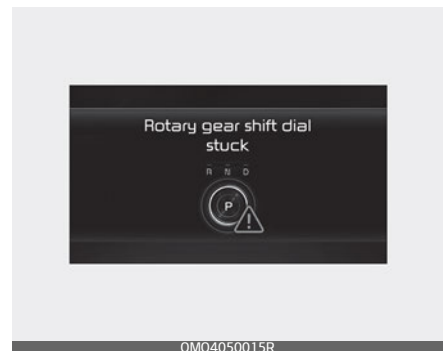 Rotary gear shift dial
stuck
R N D
P
OMO4050015R